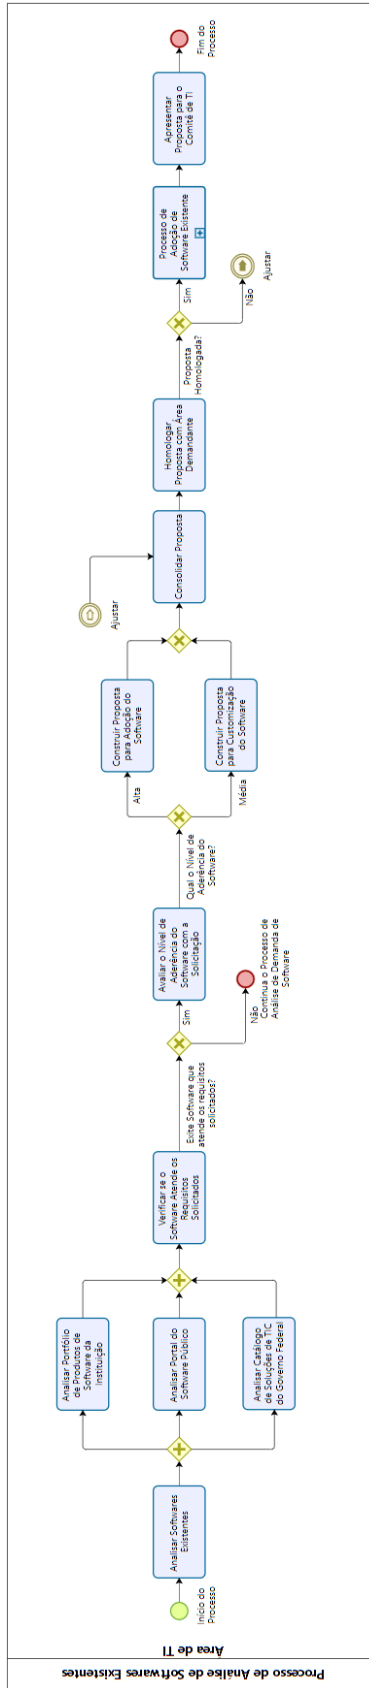 Processo de Análise de Softwares Existentes
Área de TI
Início do
Processo
Analisar Softwares
Existentes
Analisar Portfólio
de Produtos de
Software da
Instituição
Analisar Portal do
Software Público
Analisar Catálogo
de Soluções de TIC
do Governo Federal
Verificar se o
Software Atende os
Requisitos
Solicitados
Exite Software que
atende os requisitos
solicitados?
Sim
Não
Continua o Processo de
Análise de Demanda de
Software
Avaliar o Nível de
Aderência do
Software com a
Solicitação
Qual o Nível de
Aderência do
Software?
Alta
Média
Construir Proposta
para Adoção do
Software
Construir Proposta
para Customização
do Software
Ajustar
Consolidar Proposta
Homologar
Proposta com Área
Demandante
Proposta
Homologada?
Sim
Não
Ajustar
Processo de
Adoção de
Software Existente
Apresentar
Proposta para o
Comitê de TI
Fim do
Processo